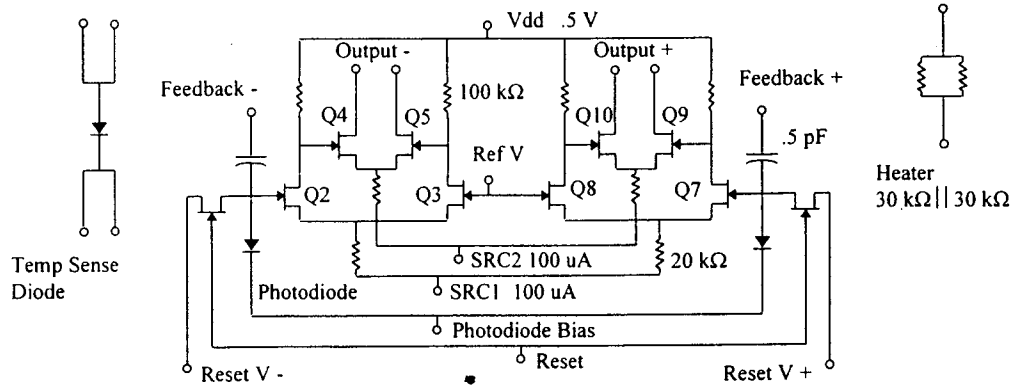 Vdd .5 V
Output -
Output +
Feedback -
Feedback +
Q4
Q5
100 kΩ
Q10
Q9
.5 pF
Ref V
Q2
Q3
Q8
Q7
Heater
30 kΩ||30 kΩ
SRC2 100 uA
20 kΩ
Temp Sense
Diode
Photodiode
SRC1 100 uA
Photodiode Bias
Reset
Reset V -
Reset V +